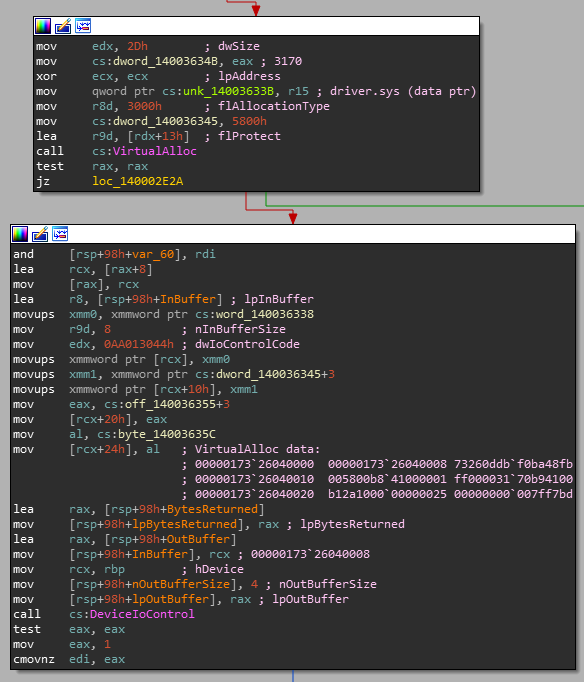 mov edx, 2Dh ; dwSize
mov cs:dword_14003634B, eax ; 3170
xor ecx, ecx ; lpAddress
mov qword ptr cs:unk_14003633B, r15 ; driver.sys (data ptr)
mov r8d, 3000h ; flAllocationType
mov cs:dword_140036345, 5800h
lea r9d, [rdx+13h] ; flProtect
call cs:VirtualAlloc
test rax, rax
jz loc_140002E2A
and [rsp+98h+var_60], rdi
lea rcx, [rax+8]
mov [rax], rcx
lea r8, [rsp+98h+InBuffer] ; lpInBuffer
movups xmm0, xmmword ptr cs:word_140036338
mov r9d, 8 ; nInBufferSize
mov edx, 0AA013044h ; dwIoControlCode
movups xmmword ptr [rcx], xmm0
movups xmm1, xmmword ptr cs:dword_140036345+3
movups xmmword ptr [rcx+10h], xmm1
mov eax, cs:off_140036355+3
mov [rcx+20h], eax
mov al, cs:byte_14003635C
mov [rcx+24h], al ; VirtualAlloc data:
; 00000173`26040000 00000173`26040008 73260ddb`f0ba48fb
; 00000173`26040010 005800b8`41000001 ff000031`70b94100
; 00000173`26040020 b12a1000`00000025 00000000`007ff7bd
lea rax, [rsp+98h+BytesReturned]
mov [rsp+98h+lpBytesReturned], rax ; lpBytesReturned
lea rax, [rsp+98h+OutBuffer]
mov [rsp+98h+InBuffer], rcx ; 00000173`26040008
mov rcx, rbp ; hDevice
mov [rsp+98h+nOutBufferSize], 4 ; nOutBufferSize
mov [rsp+98h+lpOutBuffer], rax ; lpOutBuffer
call cs:DeviceIoControl
test eax, eax
mov eax, 1
cmovnz edi, eax